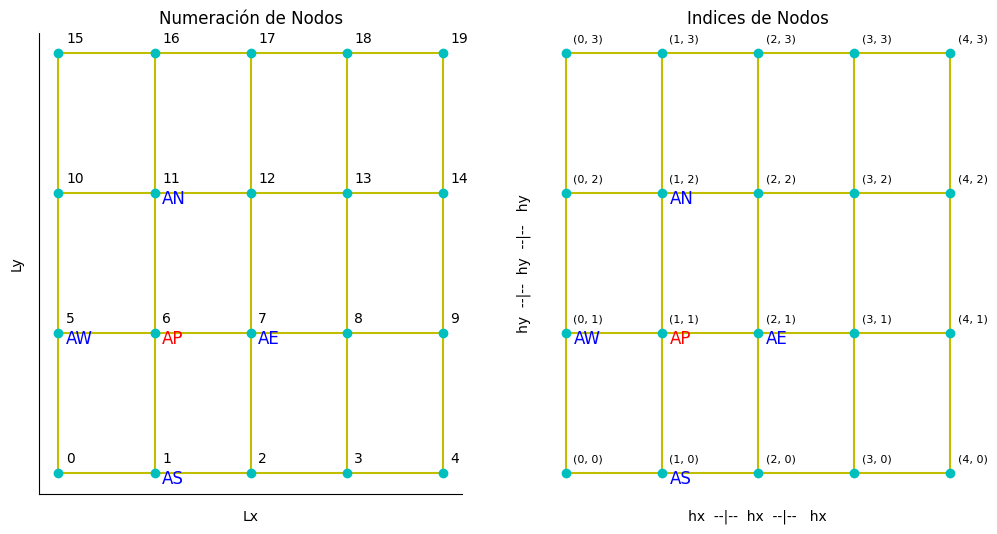 Numeración de Nodos
15 16 17 18 19
10 11 12 13 14
AN
5 6 7 8 9
AW AP AE
0 1 2 3 4
AS
Ly
Lx
Indices de Nodos
(0, 3) (1, 3) (2, 3) (3, 3) (4, 3)
(0, 2) (1, 2) (2, 2) (3, 2) (4, 2)
AN
(0, 1) (1, 1) (2, 1) (3, 1) (4, 1)
AW AP AE
(0, 0) (1, 0) (2, 0) (3, 0) (4, 0)
AS
hy --|-- hy --|-- hy
hx --|-- hx --|-- hx